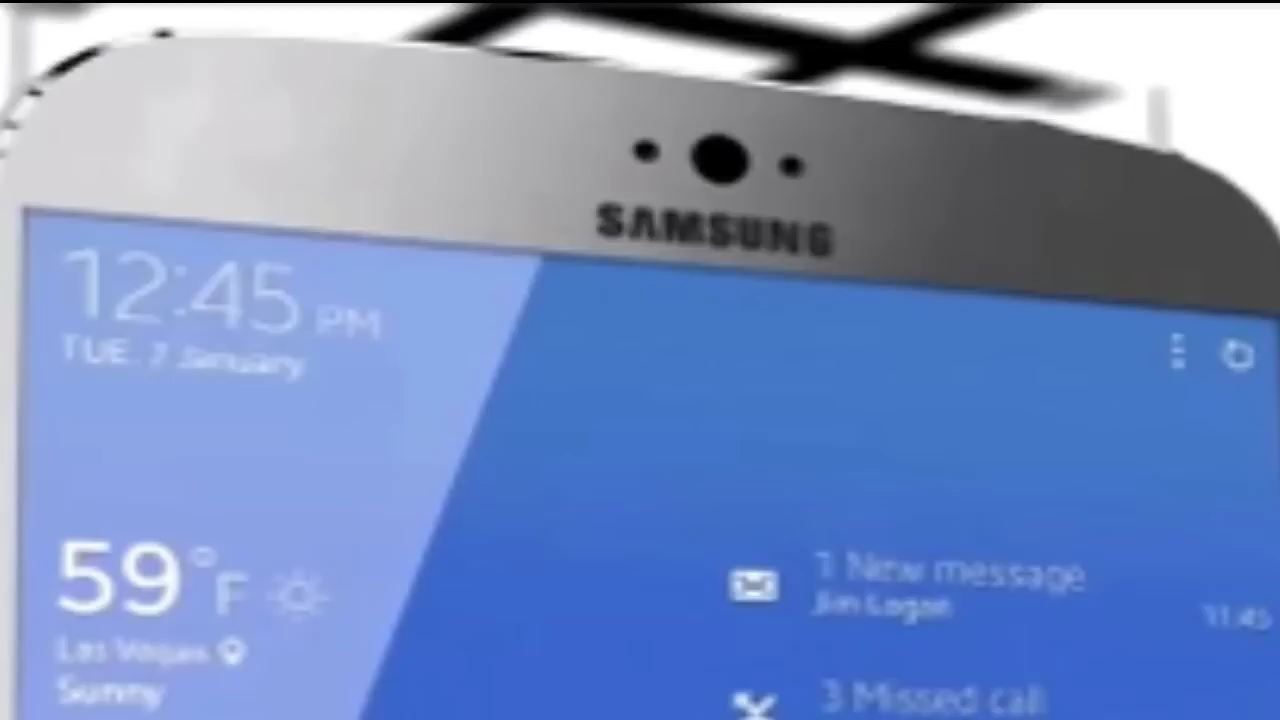 SAMSUNG
12:45 PM
TUE. 7 January
59°F
Las Vegas
Sunny
1 New message
Jim Logan
11:45
3 Missed call